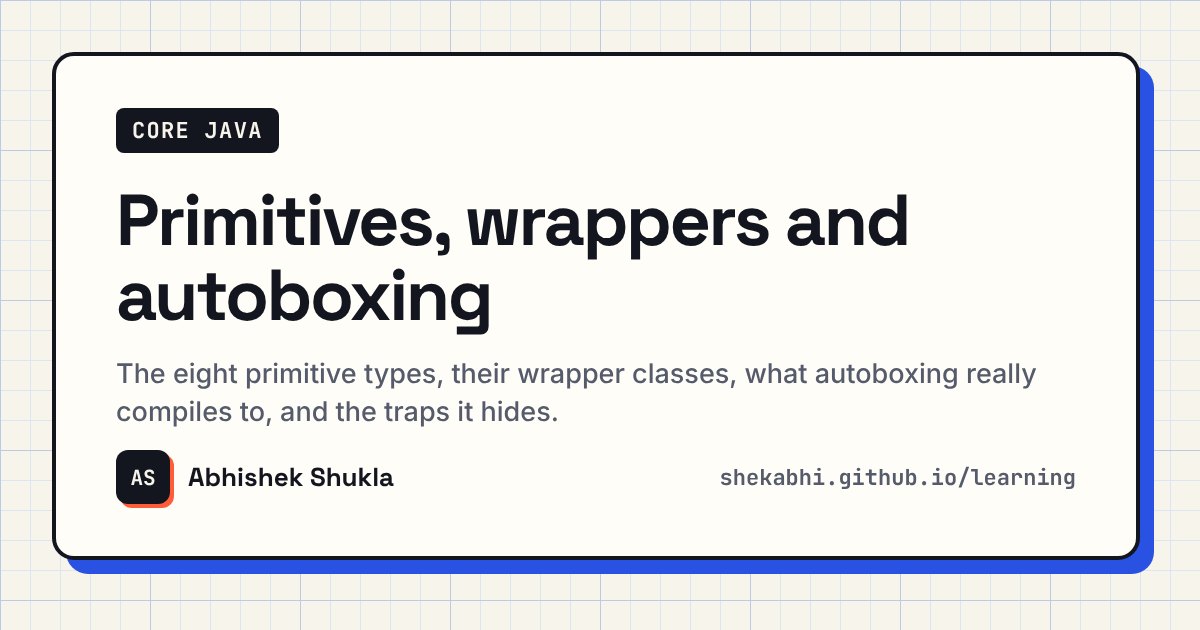 CORE JAVA
Primitives, wrappers and
autoboxing
The eight primitive types, their wrapper classes, what autoboxing really
compiles to, and the traps it hides.
AS
Abhishek Shukla
shekabhi.github.io/learning